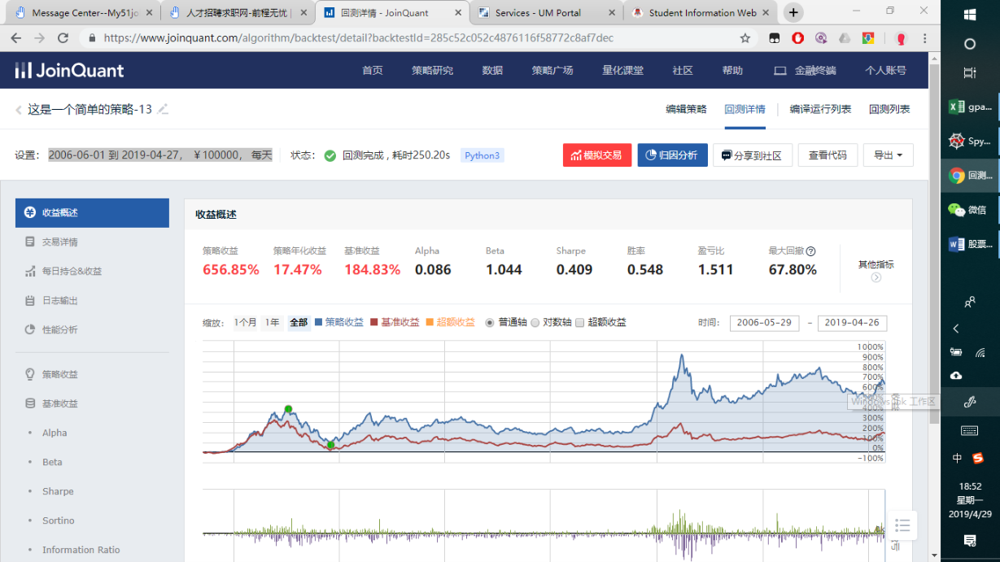 Message Center--My51jo
人才招聘求职网-前程无忧
回测详情 - JoinQuant
Services - UM Portal
Student Information Web
https://www.joinquant.com/algorithm/backtest/detail?backtestId=285c52c052c4876116f58772c8af7dec
JoinQuant
首页 策略研究 数据 策略广场 量化课堂 社区 帮助 金融终端 个人账号
这是一个简单的策略-13
编辑策略 回测详情 编译运行列表 回测列表
设置: 2006-06-01 到 2019-04-27, ￥100000, 每天
状态: 回测完成 , 耗时250.20s Python3
模拟交易 归因分析 分享到社区 查看代码 导出
收益概述
交易详情
每日持仓&收益
日志输出
性能分析
策略收益
基准收益
Alpha
Beta
Sharpe
Sortino
Information Ratio
收益概述
策略收益 策略年化收益 基准收益 Alpha Beta Sharpe 胜率 盈亏比 最大回撤
656.85% 17.47% 184.83% 0.086 1.044 0.409 0.548 1.511 67.80%
其他指标
缩放: 1个月 1年 全部 策略收益 基准收益 超额收益 普通轴 对数轴 超额收益
时间: 2006-05-29 - 2019-04-26
1000%
900%
800%
700%
600%
400%
300%
200%
100%
0%
-100%
gpa...
Spy...
回测...
微信
股票...
中
18:52
星期一
2019/4/29